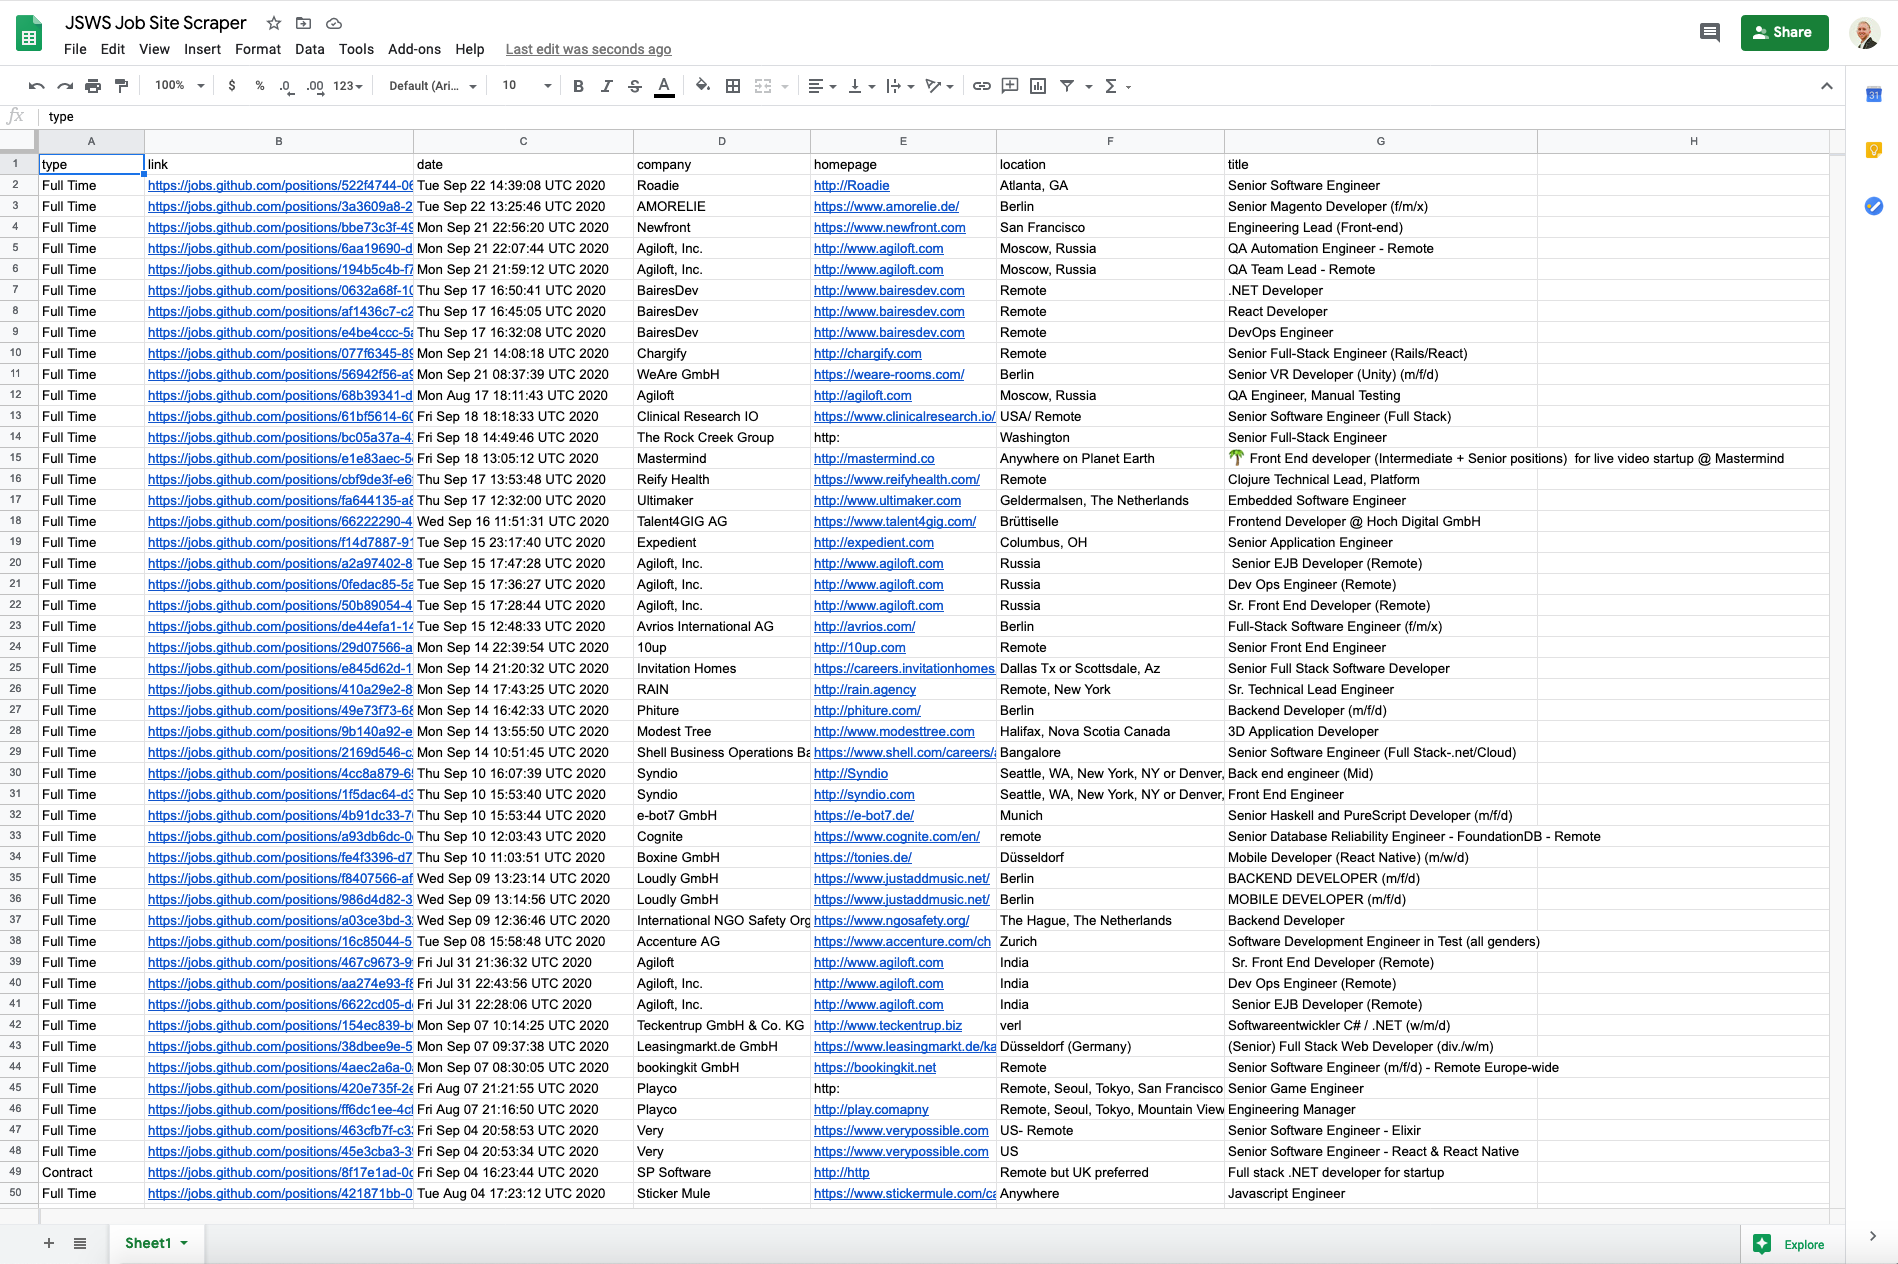 JSWS Job Site Scraper
File Edit View Insert Format Data Tools Add-ons Help Last edit was seconds ago
Share
100% $ % .0 .00 123 Default (Ari... 10 B I S A
31
fx type
A B C D E F G H
1 type link date company homepage location title
2 Full Time https://jobs.github.com/positions/522f4744-06 Tue Sep 22 14:39:08 UTC 2020 Roadie http://Roadie Atlanta, GA Senior Software Engineer
3 Full Time https://jobs.github.com/positions/3a3609a8-2 Tue Sep 22 13:25:46 UTC 2020 AMORELIE https://www.amorelie.de/ Berlin Senior Magento Developer (f/m/x)
4 Full Time https://jobs.github.com/positions/bbe73c3f-49 Mon Sep 21 22:56:20 UTC 2020 Newfront https://www.newfront.com San Francisco Engineering Lead (Front-end)
5 Full Time https://jobs.github.com/positions/6aa19690-d Mon Sep 21 22:07:44 UTC 2020 Agiloft, Inc. http://www.agiloft.com Moscow, Russia QA Automation Engineer - Remote
6 Full Time https://jobs.github.com/positions/194b5c4b-f7 Mon Sep 21 21:59:12 UTC 2020 Agiloft, Inc. http://www.agiloft.com Moscow, Russia QA Team Lead - Remote
7 Full Time https://jobs.github.com/positions/0632a68f-10 Thu Sep 17 16:50:41 UTC 2020 BairesDev http://www.bairesdev.com Remote .NET Developer
8 Full Time https://jobs.github.com/positions/af1436c7-c2 Thu Sep 17 16:45:05 UTC 2020 BairesDev http://www.bairesdev.com Remote React Developer
9 Full Time https://jobs.github.com/positions/e4be4ccc-5a Thu Sep 17 16:32:08 UTC 2020 BairesDev http://www.bairesdev.com Remote DevOps Engineer
10 Full Time https://jobs.github.com/positions/077f6345-89 Mon Sep 21 14:08:18 UTC 2020 Chargify http://chargify.com Remote Senior Full-Stack Engineer (Rails/React)
11 Full Time https://jobs.github.com/positions/56942f56-a9 Mon Sep 21 08:37:39 UTC 2020 WeAre GmbH https://weare-rooms.com/ Berlin Senior VR Developer (Unity) (m/f/d)
12 Full Time https://jobs.github.com/positions/68b39341-d Mon Aug 17 18:11:43 UTC 2020 Agiloft http://agiloft.com Moscow, Russia QA Engineer, Manual Testing
13 Full Time https://jobs.github.com/positions/61bf5614-60 Fri Sep 18 18:18:33 UTC 2020 Clinical Research IO https://www.clinicalresearch.io/ USA/ Remote Senior Software Engineer (Full Stack)
14 Full Time https://jobs.github.com/positions/bc05a37a-4 Fri Sep 18 14:49:46 UTC 2020 The Rock Creek Group http: Washington Senior Full-Stack Engineer
15 Full Time https://jobs.github.com/positions/e1e83aec-5 Fri Sep 18 13:05:12 UTC 2020 Mastermind http://mastermind.co Anywhere on Planet Earth 🌴 Front End developer (Intermediate + Senior positions) for live video startup @ Mastermind
16 Full Time https://jobs.github.com/positions/cbf9de3f-e6 Thu Sep 17 13:53:48 UTC 2020 Reify Health https://www.reifyhealth.com/ Remote Clojure Technical Lead, Platform
17 Full Time https://jobs.github.com/positions/fa644135-a8 Thu Sep 17 12:32:00 UTC 2020 Ultimaker http://www.ultimaker.com Geldermalsen, The Netherlands Embedded Software Engineer
18 Full Time https://jobs.github.com/positions/66222290-4 Wed Sep 16 11:51:31 UTC 2020 Talent4GIG AG https://www.talent4gig.com/ Brüttiselle Frontend Developer @ Hoch Digital GmbH
19 Full Time https://jobs.github.com/positions/f14d7887-91 Tue Sep 15 23:17:40 UTC 2020 Expedient http://expedient.com Columbus, OH Senior Application Engineer
20 Full Time https://jobs.github.com/positions/a2a97402-8 Tue Sep 15 17:47:28 UTC 2020 Agiloft, Inc. http://www.agiloft.com Russia Senior EJB Developer (Remote)
21 Full Time https://jobs.github.com/positions/0fedac85-5a Tue Sep 15 17:36:27 UTC 2020 Agiloft, Inc. http://www.agiloft.com Russia Dev Ops Engineer (Remote)
22 Full Time https://jobs.github.com/positions/50b89054-4 Tue Sep 15 17:28:44 UTC 2020 Agiloft, Inc. http://www.agiloft.com Russia Sr. Front End Developer (Remote)
23 Full Time https://jobs.github.com/positions/de44efa1-14 Tue Sep 15 12:48:33 UTC 2020 Avrios International AG http://avrios.com/ Berlin Full-Stack Software Engineer (f/m/x)
24 Full Time https://jobs.github.com/positions/29d07566-a Mon Sep 14 22:39:54 UTC 2020 10up http://10up.com Remote Senior Front End Engineer
25 Full Time https://jobs.github.com/positions/e845d62d-1 Mon Sep 14 21:20:32 UTC 2020 Invitation Homes https://careers.invitationhomes Dallas Tx or Scottsdale, Az Senior Full Stack Software Developer
26 Full Time https://jobs.github.com/positions/410a29e2-8 Mon Sep 14 17:43:25 UTC 2020 RAIN http://rain.agency Remote, New York Sr. Technical Lead Engineer
27 Full Time https://jobs.github.com/positions/49e73f73-68 Mon Sep 14 16:42:33 UTC 2020 Phiture http://phiture.com/ Berlin Backend Developer (m/f/d)
28 Full Time https://jobs.github.com/positions/9b140a92-e Mon Sep 14 13:55:50 UTC 2020 Modest Tree http://www.modesttree.com Halifax, Nova Scotia Canada 3D Application Developer
29 Full Time https://jobs.github.com/positions/2169d546-c Mon Sep 14 10:51:45 UTC 2020 Shell Business Operations Ba https://www.shell.com/careers/a Bangalore Senior Software Engineer (Full Stack-.net/Cloud)
30 Full Time https://jobs.github.com/positions/4cc8a879-6 Thu Sep 10 16:07:39 UTC 2020 Syndio http://Syndio Seattle, WA, New York, NY or Denver, Back end engineer (Mid)
31 Full Time https://jobs.github.com/positions/1f5dac64-d3 Thu Sep 10 15:53:40 UTC 2020 Syndio http://syndio.com Seattle, WA, New York, NY or Denver, Front End Engineer
32 Full Time https://jobs.github.com/positions/4b91dc33-7 Thu Sep 10 15:53:44 UTC 2020 e-bot7 GmbH https://e-bot7.de/ Munich Senior Haskell and PureScript Developer (m/f/d)
33 Full Time https://jobs.github.com/positions/a93db6dc-0 Thu Sep 10 12:03:43 UTC 2020 Cognite https://www.cognite.com/en/ remote Senior Database Reliability Engineer - FoundationDB - Remote
34 Full Time https://jobs.github.com/positions/fe4f3396-d7 Thu Sep 10 11:03:51 UTC 2020 Boxine GmbH https://tonies.de/ Düsseldorf Mobile Developer (React Native) (m/w/d)
35 Full Time https://jobs.github.com/positions/f8407566-af Wed Sep 09 13:23:14 UTC 2020 Loudly GmbH https://www.justaddmusic.net/ Berlin BACKEND DEVELOPER (m/f/d)
36 Full Time https://jobs.github.com/positions/986d4d82-3 Wed Sep 09 13:14:56 UTC 2020 Loudly GmbH https://www.justaddmusic.net/ Berlin MOBILE DEVELOPER (m/f/d)
37 Full Time https://jobs.github.com/positions/a03ce3bd-3 Wed Sep 09 12:36:46 UTC 2020 International NGO Safety Org https://www.ngosafety.org/ The Hague, The Netherlands Backend Developer
38 Full Time https://jobs.github.com/positions/16c85044-5 Tue Sep 08 15:58:48 UTC 2020 Accenture AG https://www.accenture.com/ch Zurich Software Development Engineer in Test (all genders)
39 Full Time https://jobs.github.com/positions/467c9673-9 Fri Jul 31 21:36:32 UTC 2020 Agiloft http://www.agiloft.com India Sr. Front End Developer (Remote)
40 Full Time https://jobs.github.com/positions/aa274e93-f8 Fri Jul 31 22:43:56 UTC 2020 Agiloft, Inc. http://www.agiloft.com India Dev Ops Engineer (Remote)
41 Full Time https://jobs.github.com/positions/6622cd05-d Fri Jul 31 22:28:06 UTC 2020 Agiloft, Inc. http://www.agiloft.com India Senior EJB Developer (Remote)
42 Full Time https://jobs.github.com/positions/154ec839-b Mon Sep 07 10:14:25 UTC 2020 Teckentrup GmbH & Co. KG http://www.teckentrup.biz verl Softwareentwickler C# / .NET (w/m/d)
43 Full Time https://jobs.github.com/positions/38dbee9e-5 Mon Sep 07 09:37:38 UTC 2020 Leasingmarkt.de GmbH https://www.leasingmarkt.de/ka Düsseldorf (Germany) (Senior) Full Stack Web Developer (div./w/m)
44 Full Time https://jobs.github.com/positions/4aec2a6a-0 Mon Sep 07 08:30:05 UTC 2020 bookingkit GmbH https://bookingkit.net Remote Senior Software Engineer (m/f/d) - Remote Europe-wide
45 Full Time https://jobs.github.com/positions/420e735f-2e Fri Aug 07 21:21:55 UTC 2020 Playco http: Remote, Seoul, Tokyo, San Francisco Senior Game Engineer
46 Full Time https://jobs.github.com/positions/ff6dc1ee-4cf Fri Aug 07 21:16:50 UTC 2020 Playco http://play.comapny Remote, Seoul, Tokyo, Mountain View Engineering Manager
47 Full Time https://jobs.github.com/positions/463cfb7f-c3 Fri Sep 04 20:58:53 UTC 2020 Very https://www.verypossible.com US- Remote Senior Software Engineer - Elixir
48 Full Time https://jobs.github.com/positions/45e3cba3-3 Fri Sep 04 20:53:34 UTC 2020 Very https://www.verypossible.com US Senior Software Engineer - React & React Native
49 Contract https://jobs.github.com/positions/8f17e1ad-0c Fri Sep 04 16:23:44 UTC 2020 SP Software http://http Remote but UK preferred Full stack .NET developer for startup
50 Full Time https://jobs.github.com/positions/421871bb-0 Tue Aug 04 17:23:12 UTC 2020 Sticker Mule https://www.stickermule.com/ca Anywhere Javascript Engineer
Sheet1
Explore